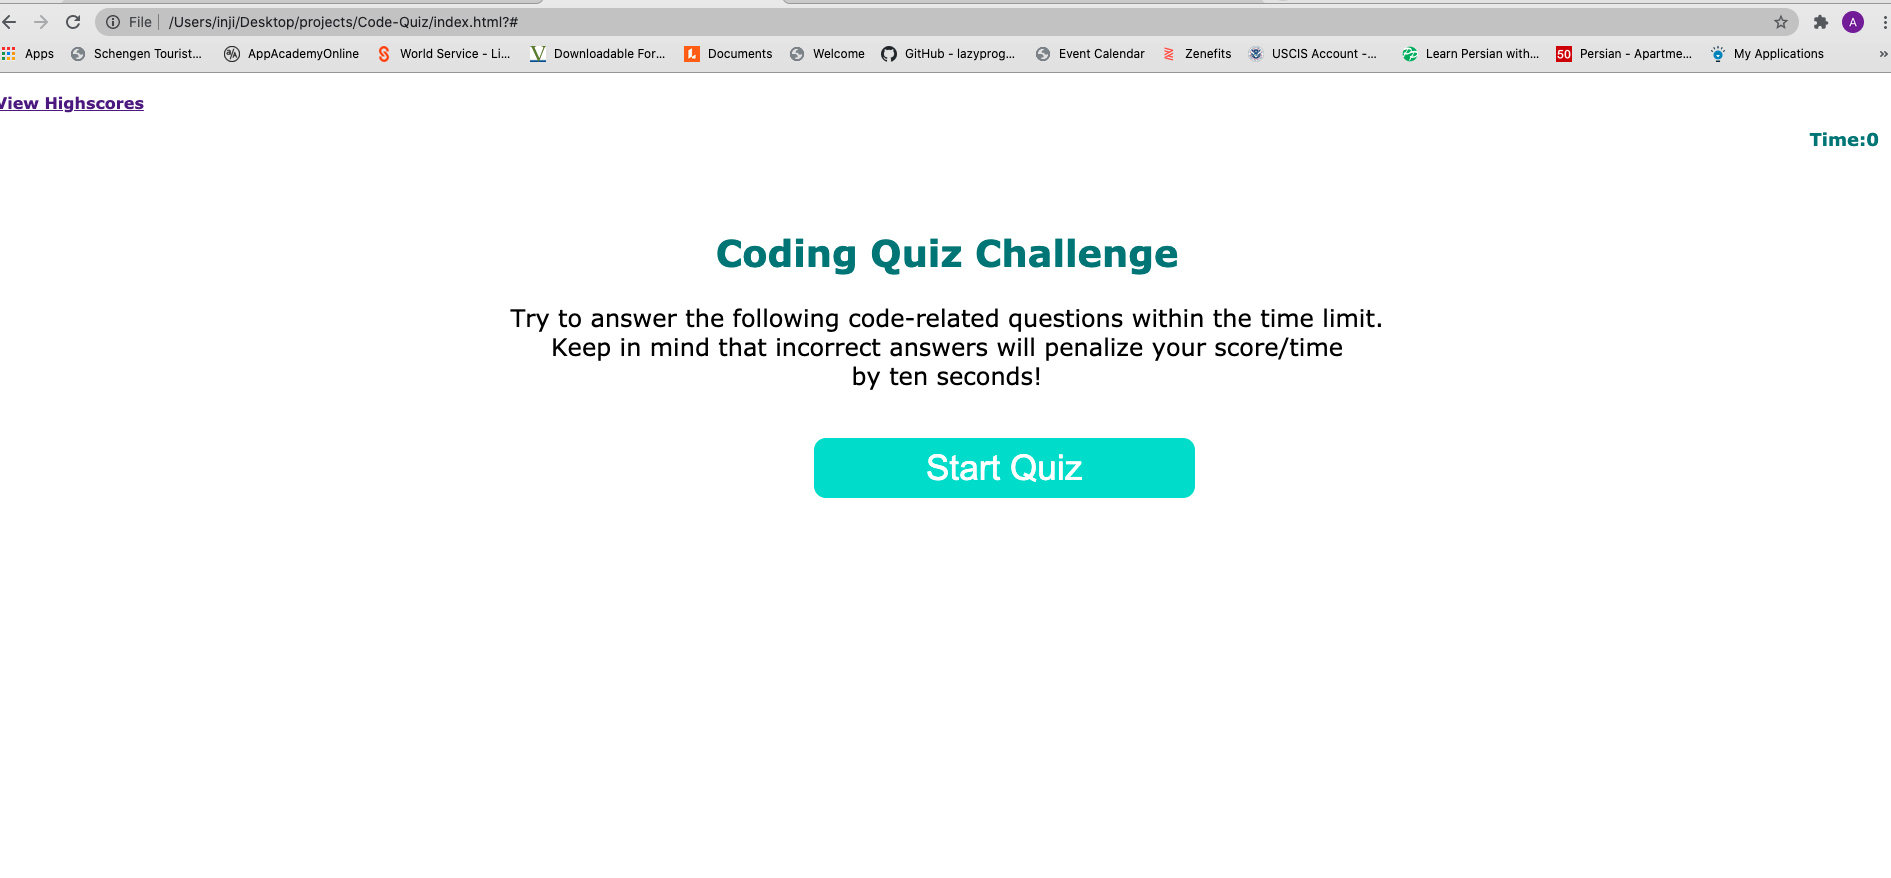 File | /Users/inji/Desktop/projects/Code-Quiz/index.html?#
A
Apps Schengen Tourist... AppAcademyOnline World Service - Li... Downloadable For... Documents Welcome GitHub - lazyprog... Event Calendar Zenefits USCIS Account -... Learn Persian with... 50 Persian - Apartme... My Applications »
View Highscores
Time:0
Coding Quiz Challenge
Try to answer the following code-related questions within the time limit.
Keep in mind that incorrect answers will penalize your score/time
by ten seconds!
Start Quiz